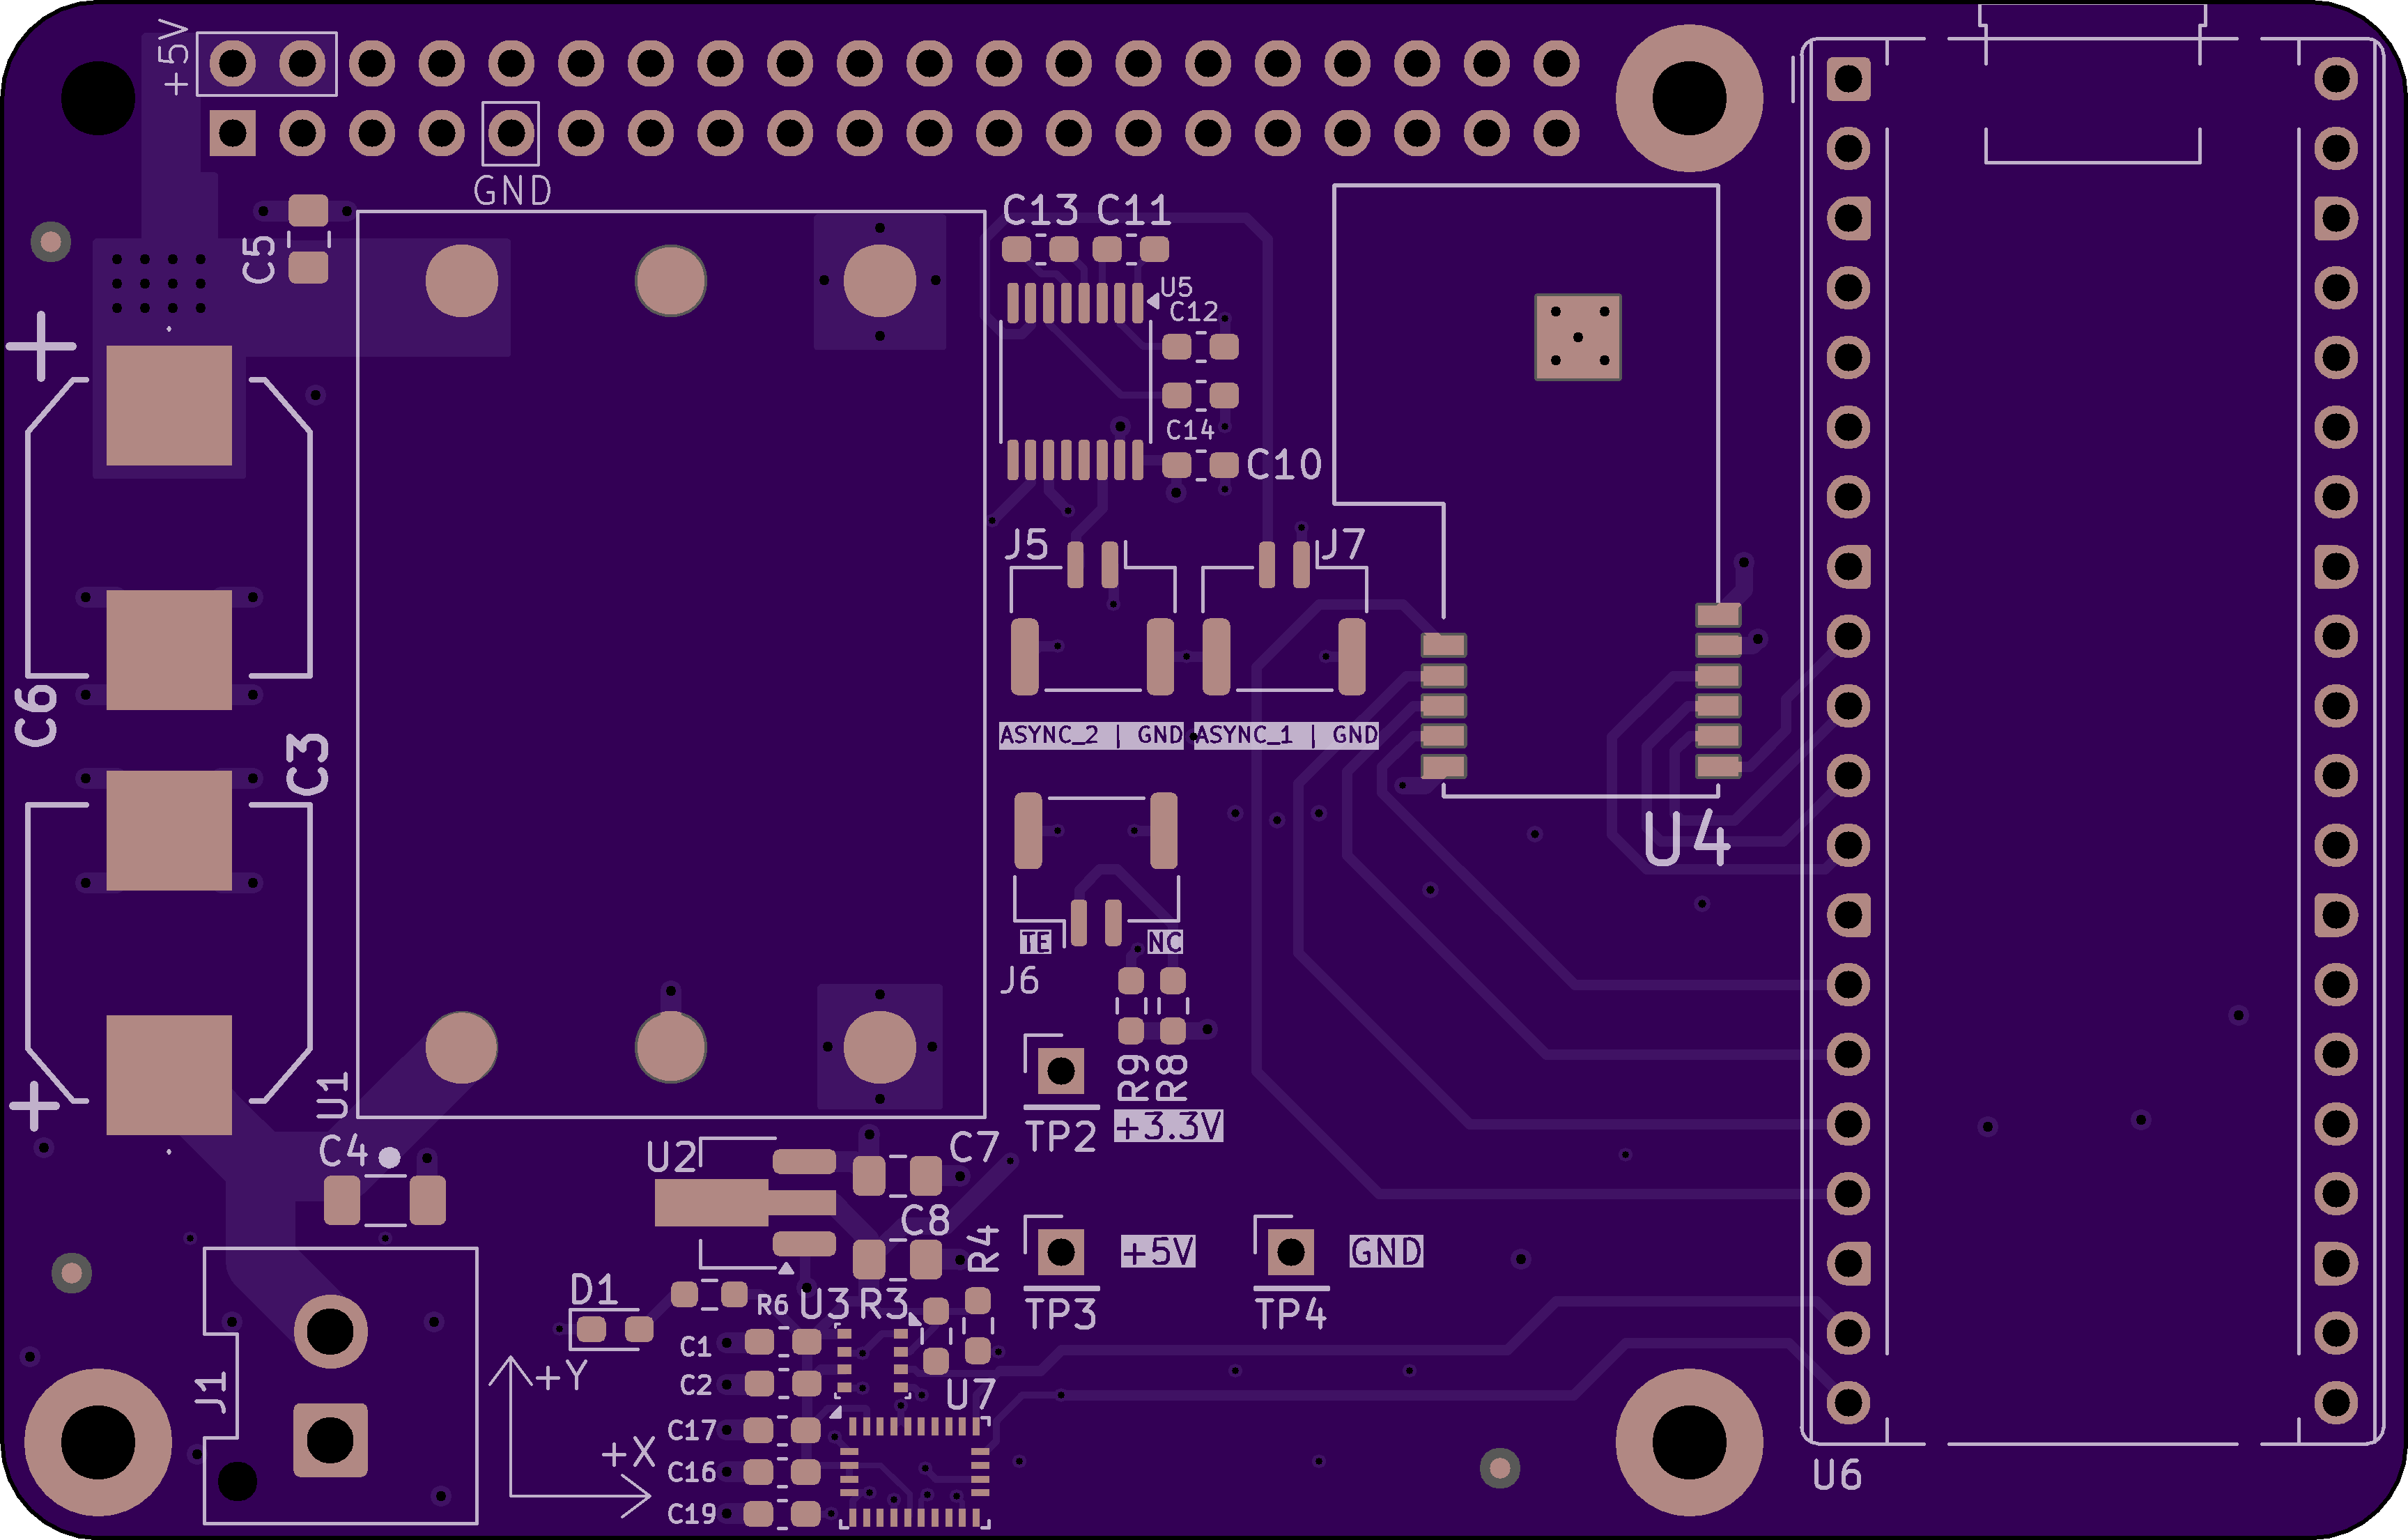 +5V
GND
C5
C13 C11
U5
C12
C14
C10
+
J5
J7
C6
C3
ASYNC_2 | GND
ASYNC_1 | GND
U4
TE
NC
J6
R9
R8
U1
TP2
+3.3V
+
C4
U2
C7
C8
R4
+5V
GND
D1
R6
U3
R3
TP3
TP4
C1
+Y
C2
J1
U7
C17
+X
C16
U6
C19